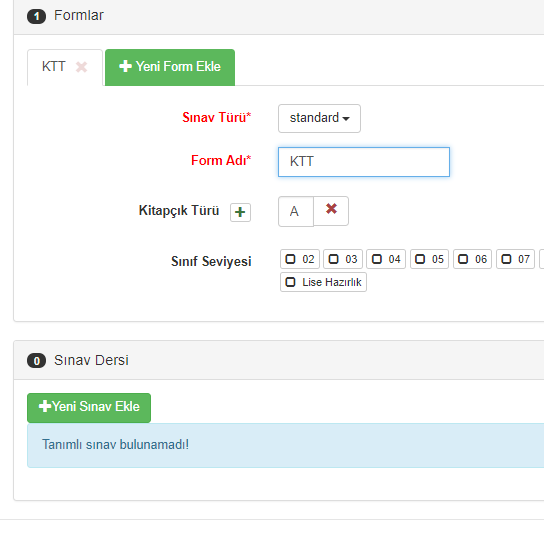 1 Formlar
KTT Yeni Form Ekle
Sınav Türü* standard
Form Adı* KTT
Kitapçık Türü A
Sınıf Seviyesi 02 03 04 05 06 07
Lise Hazırlık
0 Sınav Dersi
Yeni Sınav Ekle
Tanımlı sınav bulunamadı!